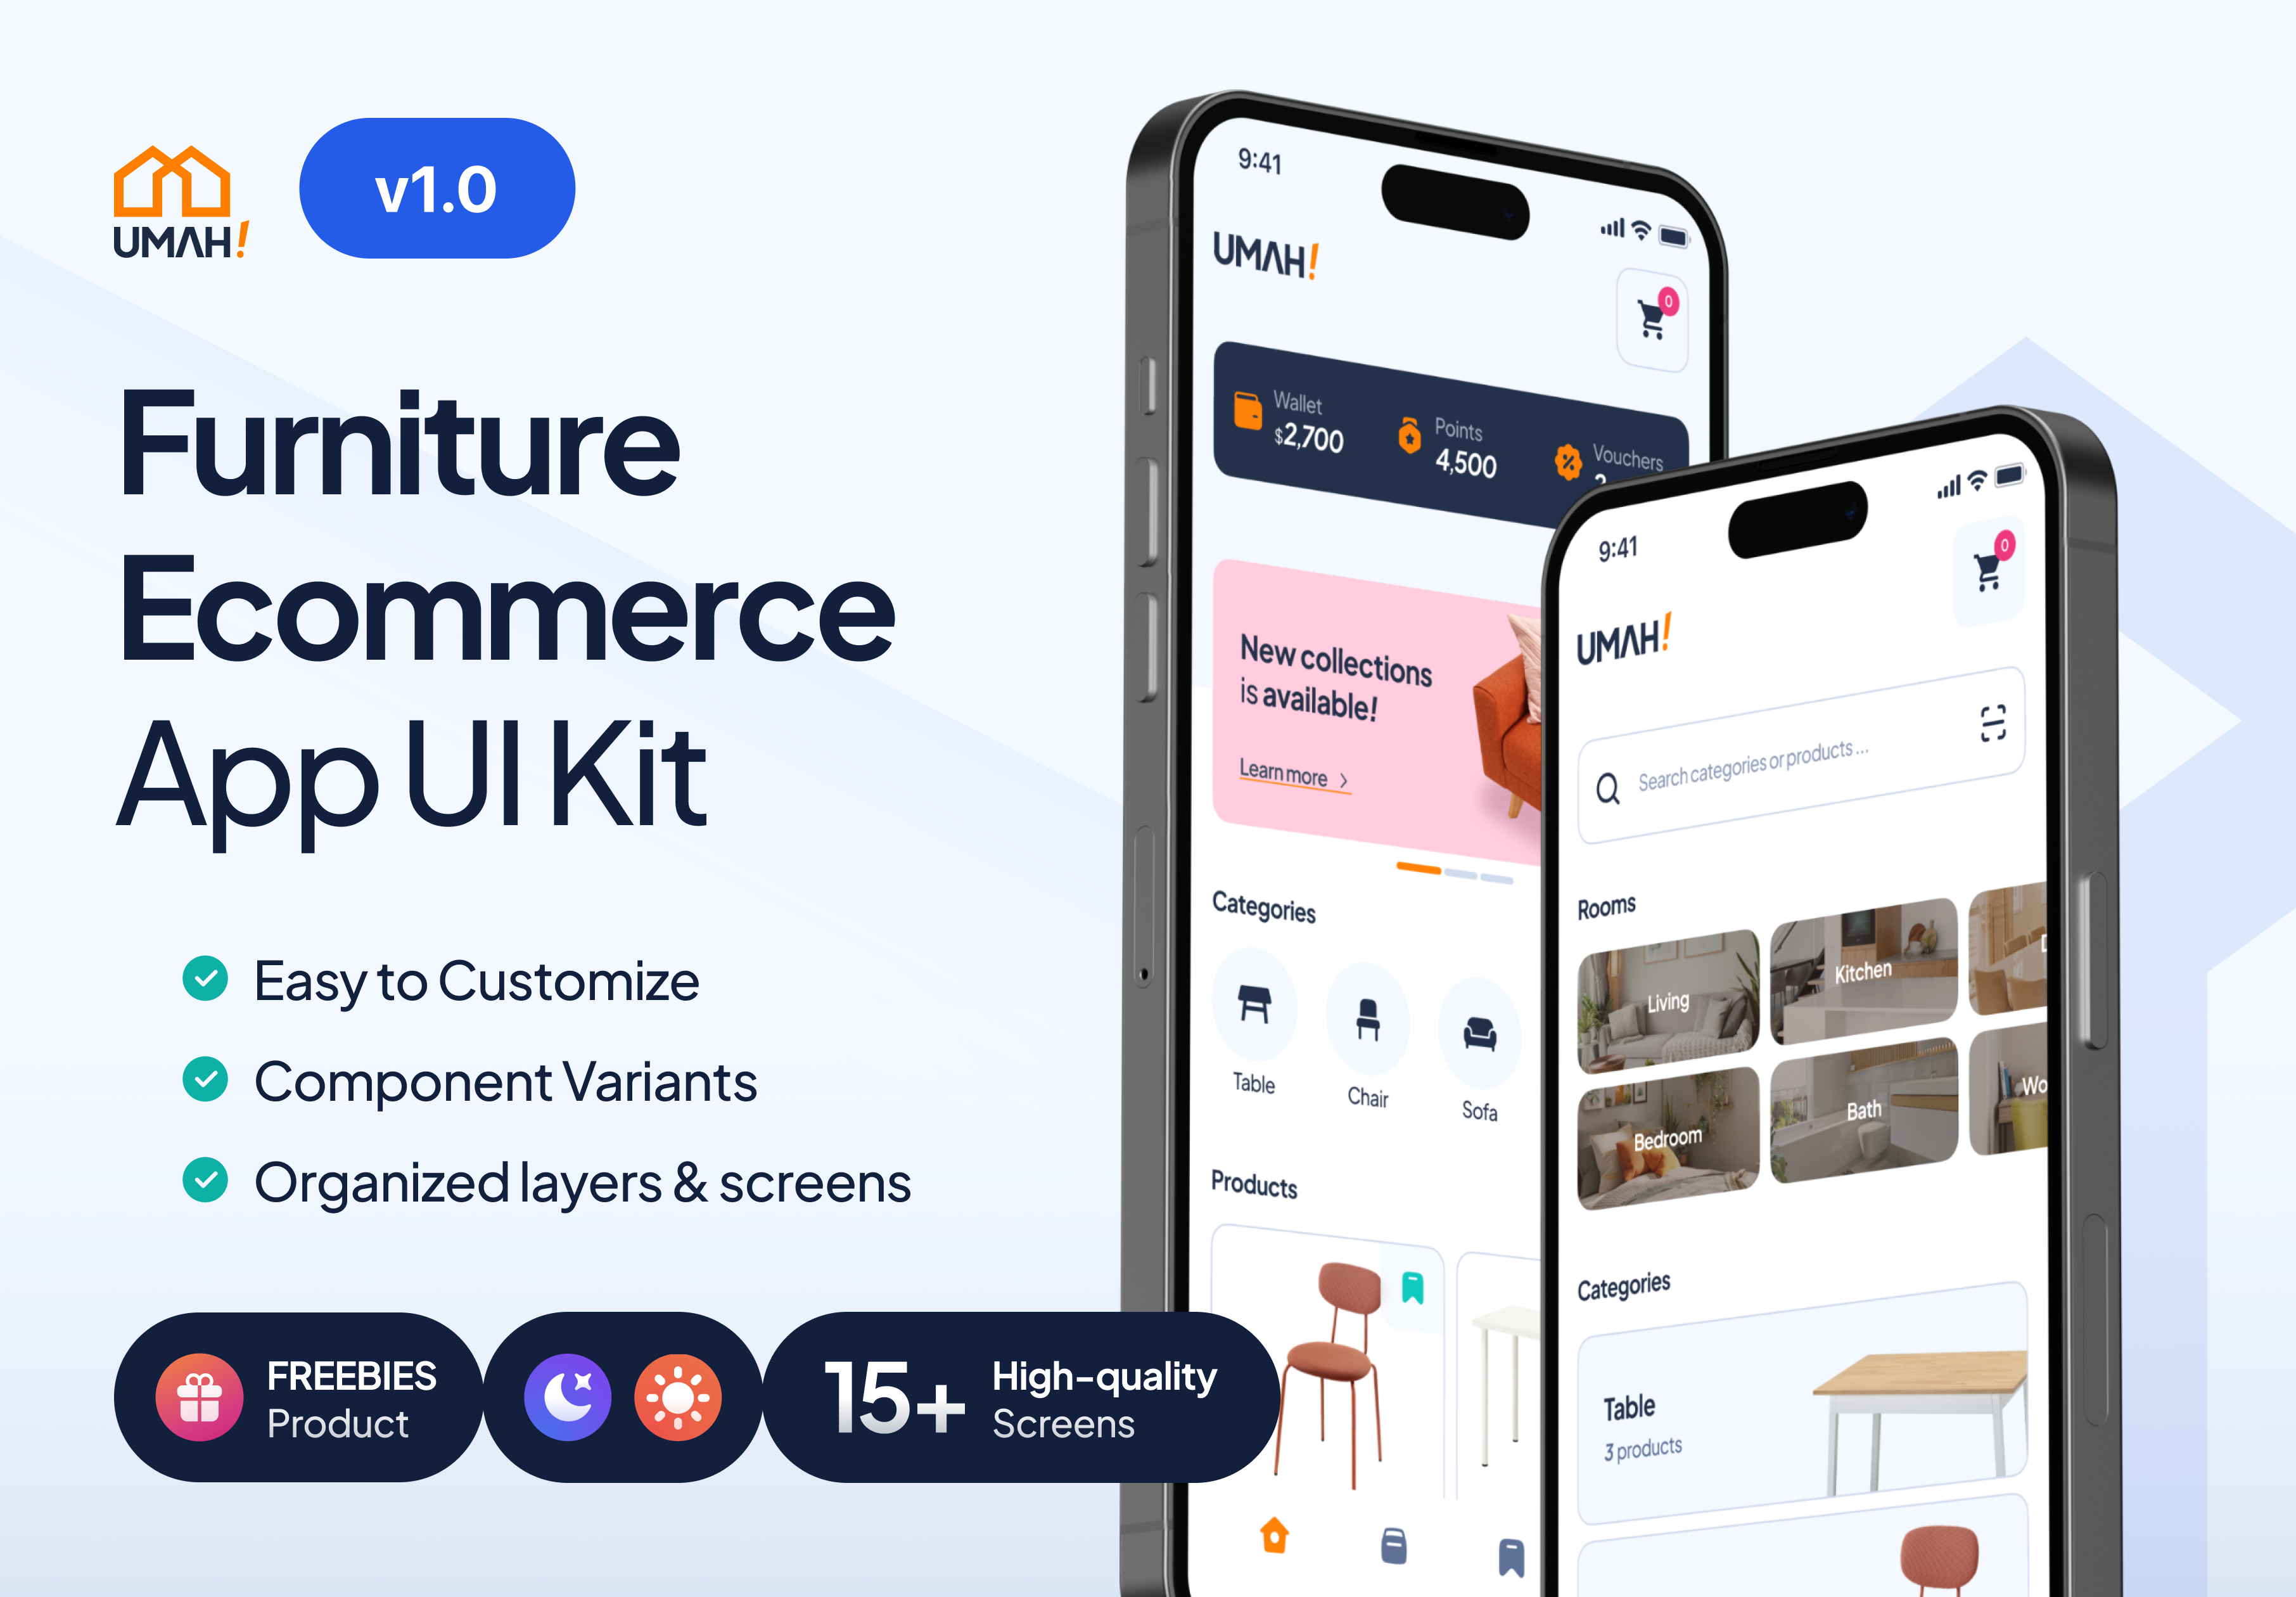 UMAH!
v1.0
Furniture
Ecommerce
App UI Kit
Easy to Customize
Component Variants
Organized layers & screens
FREEBIES
Product
15+
High-quality
Screens
9:41
UMAH!
0
Wallet
$2,700
Points
4,500
Vouchers
New collections
is available!
Learn more
Categories
Table
Chair
Sofa
Products
9:41
0
UMAH!
Search categories or products ...
Rooms
Living
Kitchen
Bedroom
Bath
Wo
Categories
Table
3 products